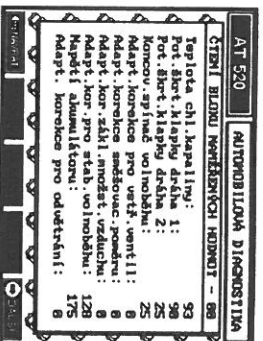 AT 520
AUTOMOBILOVÁ DIAGNOSTIKA
ČTENÍ BLOKU NAMĚŘENÝCH HODNOT - 00
Teplota chl.kapaliny: 93
Pot.škrt.klapky dráha 1: 90
Pot.škrt.klapky dráha 2: 25
Koncov.spínač volnoběhu: 25
Adapt.korekce pro vstř.ventil: 0
Adapt.korekce směšovac.poměru: 0
Adapt.kor.zákl.množst.vzduchu: 0
Adapt.kor.pro stab.volnoběhu: 128
Napětí akumulátoru: 175
Adapt. korekce pro odvětrání: 0